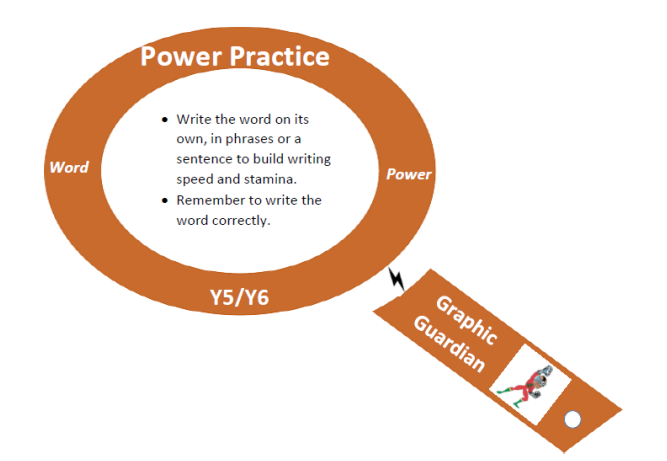 Power Practice
• Write the word on its
own, in phrases or a
sentence to build writing
speed and stamina.
• Remember to write the
word correctly.
Word
Power
Y5/Y6
Graphic
Guardian